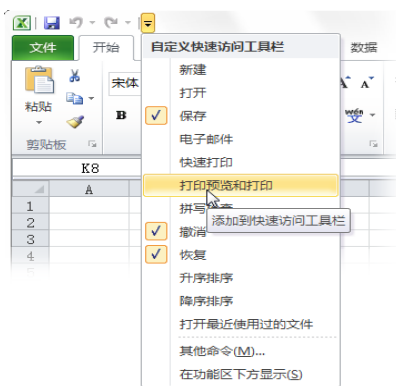 文件 开始 数据
自定义快速访问工具栏
新建
打开
保存
电子邮件
快速打印
打印预览和打印
拼写
添加到快速访问工具栏
撤消
恢复
升序排序
降序排序
打开最近使用过的文件
其他命令(M)...
在功能区下方显示(S)
粘贴
宋体
B
A A
wén
剪贴板
K8
A
1
2
3
4
5